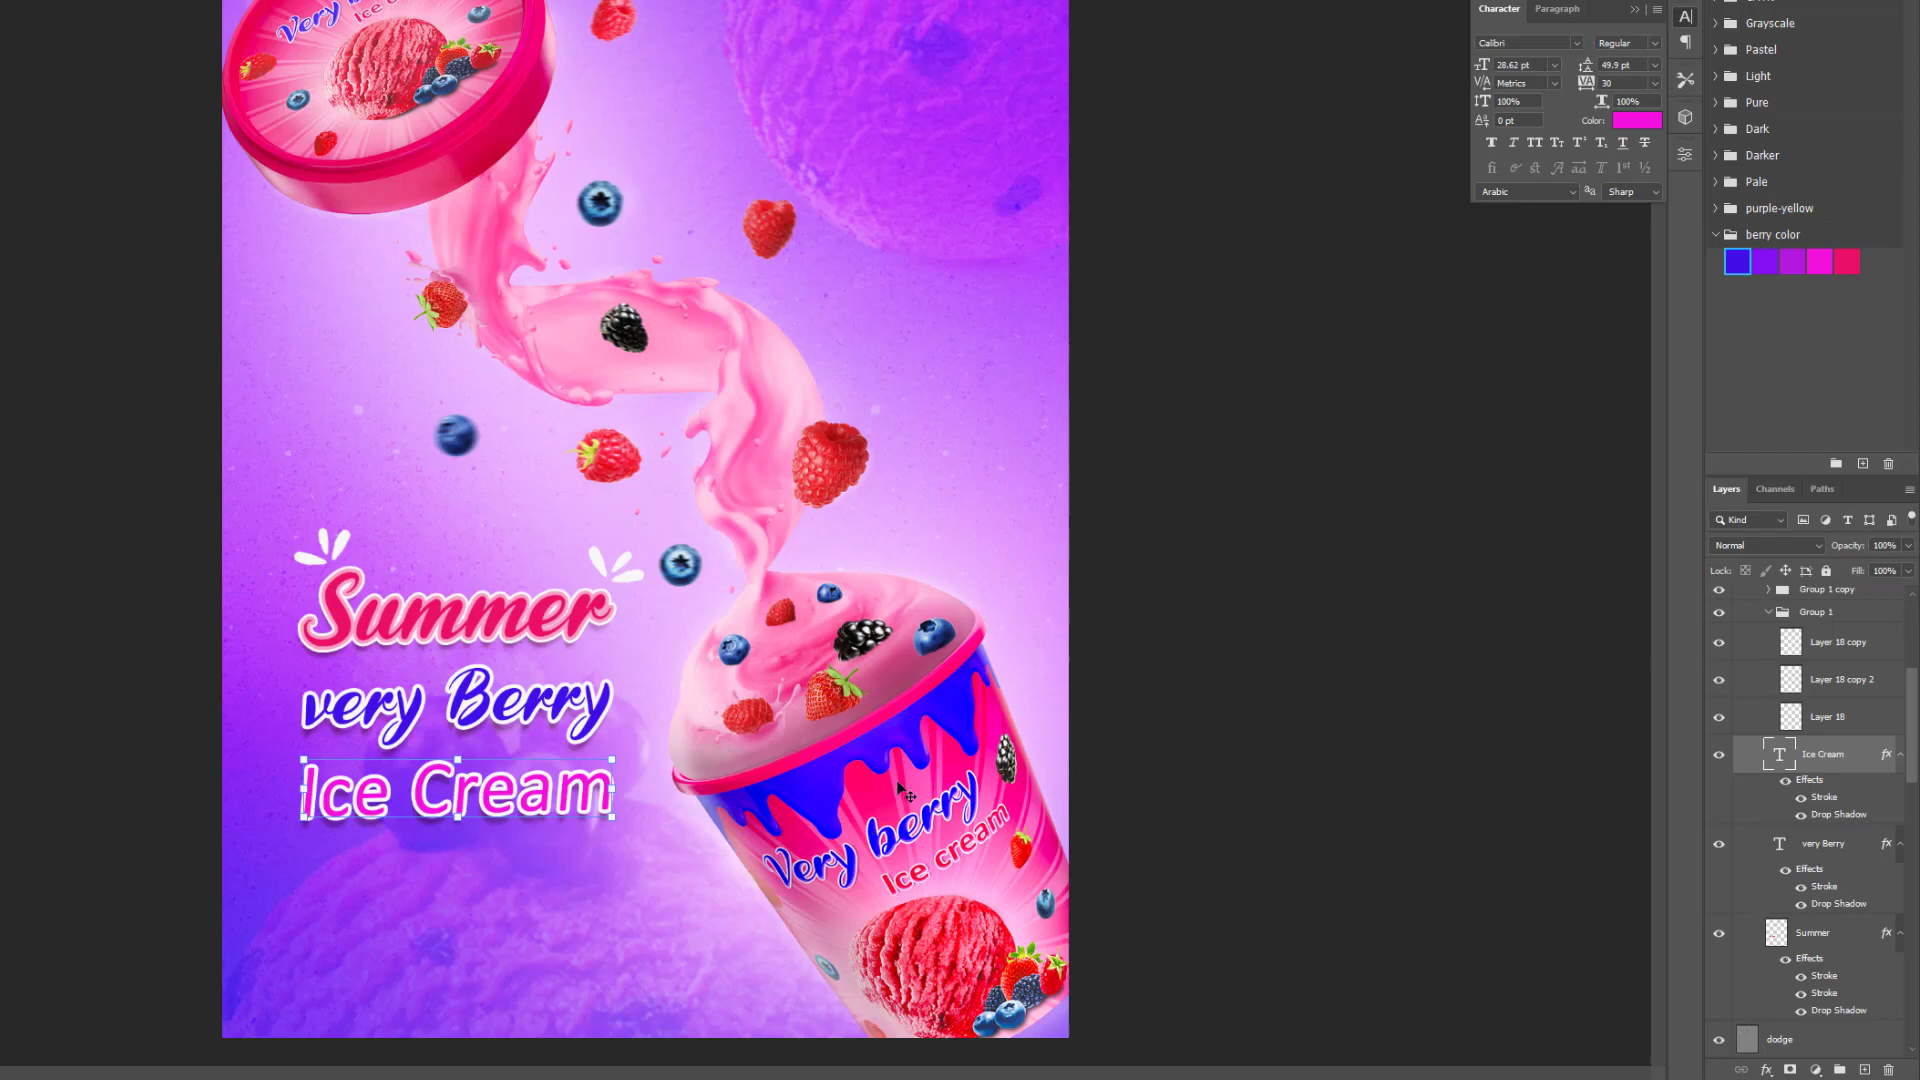 Very b
Ice c
Summer
very Berry
Ice Cream
Very berry
Ice cream
Character
Paragraph
Calibri
Regular
28.62 pt
49.9 pt
Metrics
30
100%
100%
0 pt
Color:
Arabic
Sharp
Grayscale
Pastel
Light
Pure
Dark
Darker
Pale
purple-yellow
berry color
Layers
Channels
Paths
Kind
Normal
Opacity: 100%
Lock:
Fill: 100%
Group 1 copy
Group 1
Layer 18 copy
Layer 18 copy 2
Layer 18
Ice Cream
Effects
Stroke
Drop Shadow
very Berry
Effects
Stroke
Drop Shadow
Summer
Effects
Stroke
Stroke
Drop Shadow
dodge